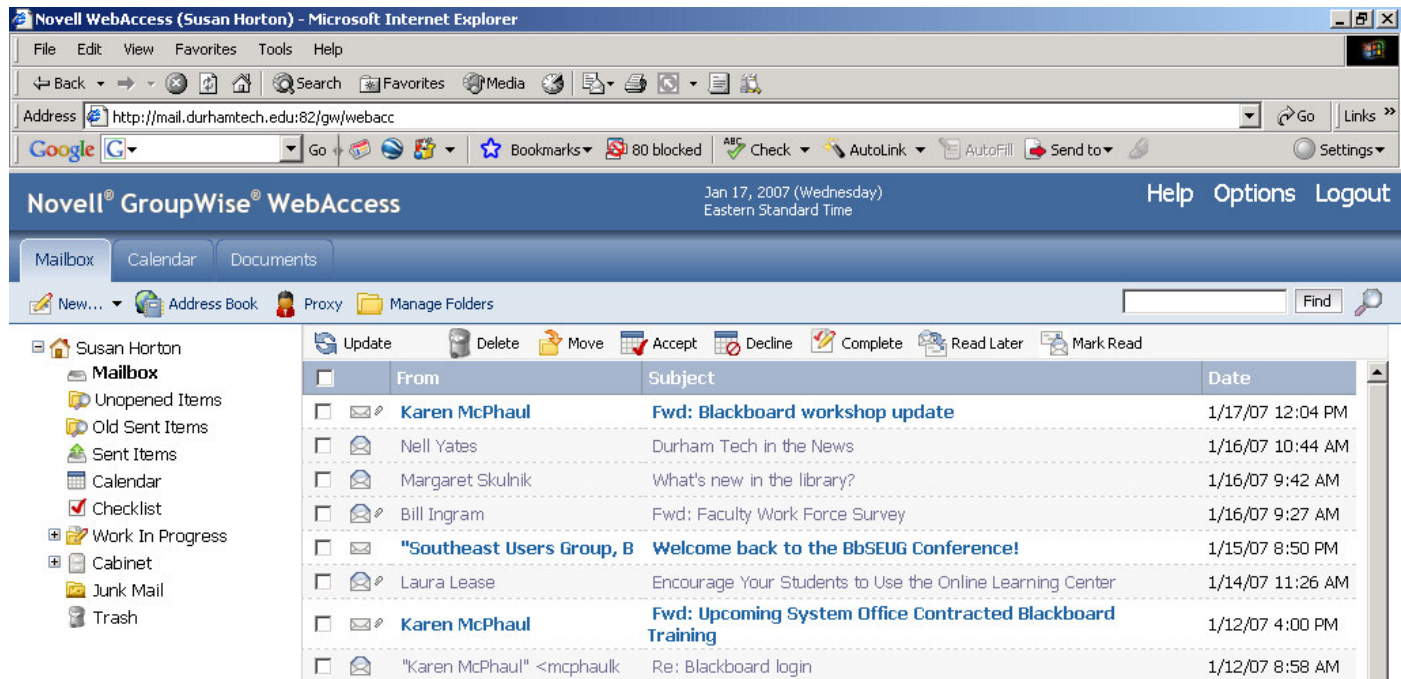 Novell WebAccess (Susan Horton) - Microsoft Internet Explorer
File Edit View Favorites Tools Help
Back Search Favorites Media
Address http://mail.durhamtech.edu:82/gw/webacc Go Links »
Google G Go Bookmarks 80 blocked ABC Check AutoLink AutoFill Send to Settings
Novell® GroupWise® WebAccess Jan 17, 2007 (Wednesday) Help Options Logout
Eastern Standard Time
Mailbox Calendar Documents
New... Address Book Proxy Manage Folders Find
Susan Horton
Mailbox
Unopened Items
Old Sent Items
Sent Items
Calendar
Checklist
Work In Progress
Cabinet
Junk Mail
Trash
Update Delete Move Accept Decline Complete Read Later Mark Read
From Subject Date
Karen McPhaul Fwd: Blackboard workshop update 1/17/07 12:04 PM
Nell Yates Durham Tech in the News 1/16/07 10:44 AM
Margaret Skulnik What's new in the library? 1/16/07 9:42 AM
Bill Ingram Fwd: Faculty Work Force Survey 1/16/07 9:27 AM
"Southeast Users Group, B Welcome back to the BbSEUG Conference! 1/15/07 8:50 PM
Laura Lease Encourage Your Students to Use the Online Learning Center 1/14/07 11:26 AM
Karen McPhaul Fwd: Upcoming System Office Contracted Blackboard 1/12/07 4:00 PM
Training
"Karen McPhaul" <mcphaulk Re: Blackboard login 1/12/07 8:58 AM